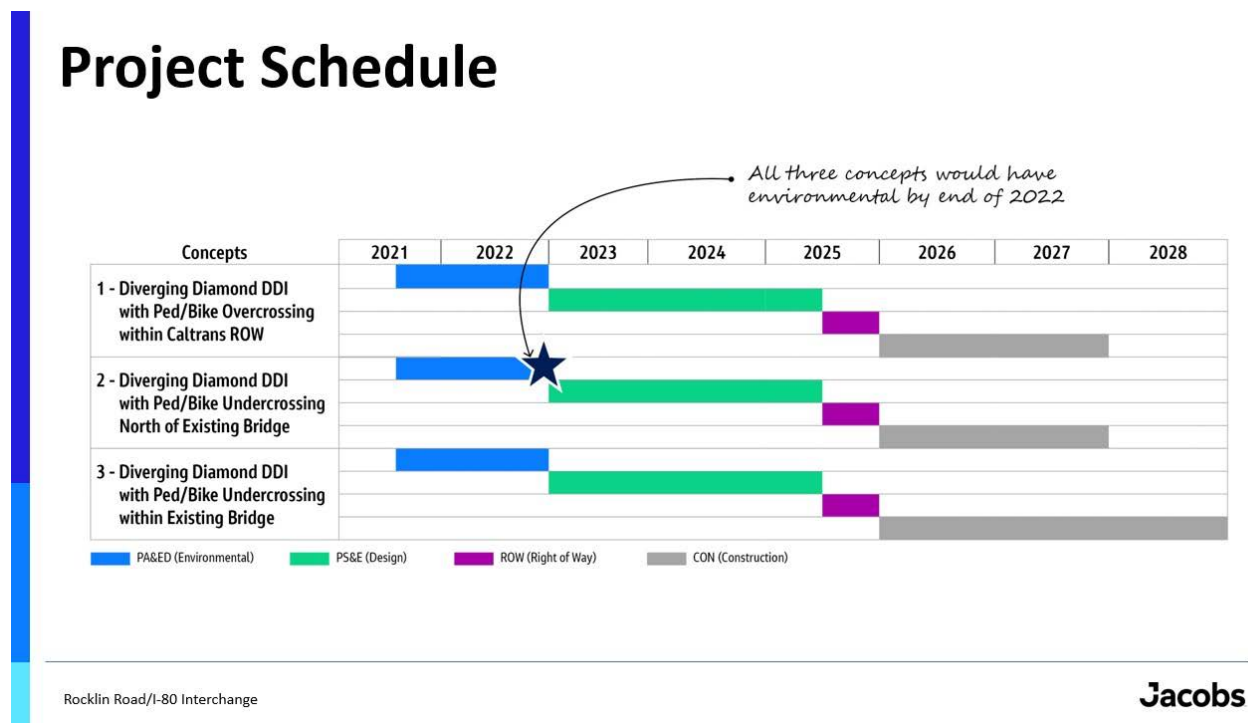 Project Schedule
All three concepts would have
environmental by end of 2022
Concepts 2021 2022 2023 2024 2025 2026 2027 2028
1 - Diverging Diamond DDI
with Ped/Bike Overcrossing
within Caltrans ROW
2 - Diverging Diamond DDI
with Ped/Bike Undercrossing
North of Existing Bridge
3 - Diverging Diamond DDI
with Ped/Bike Undercrossing
within Existing Bridge
PA&ED (Environmental) PS&E (Design) ROW (Right of Way) CON (Construction)
Rocklin Road/I-80 Interchange
Jacobs